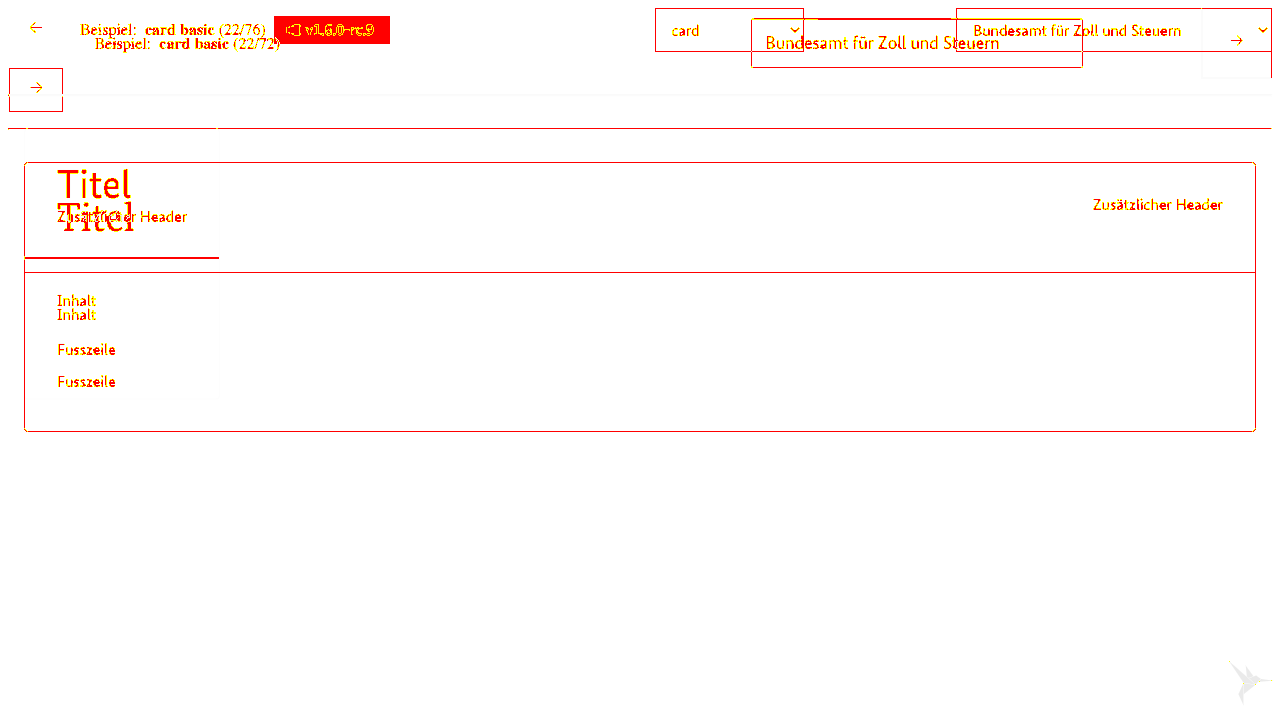 ← Beispiel: card basic (22/76) v1.6.0-rc.9 card Bundesamt für Zoll und Steuern
Beispiel: card basic (22/72) Bundesamt für Zoll und Steuern →
→
Titel
Zusätzlicher Header
Titel
Zusätzlicher Header
Inhalt
Inhalt
Fusszeile
Fusszeile